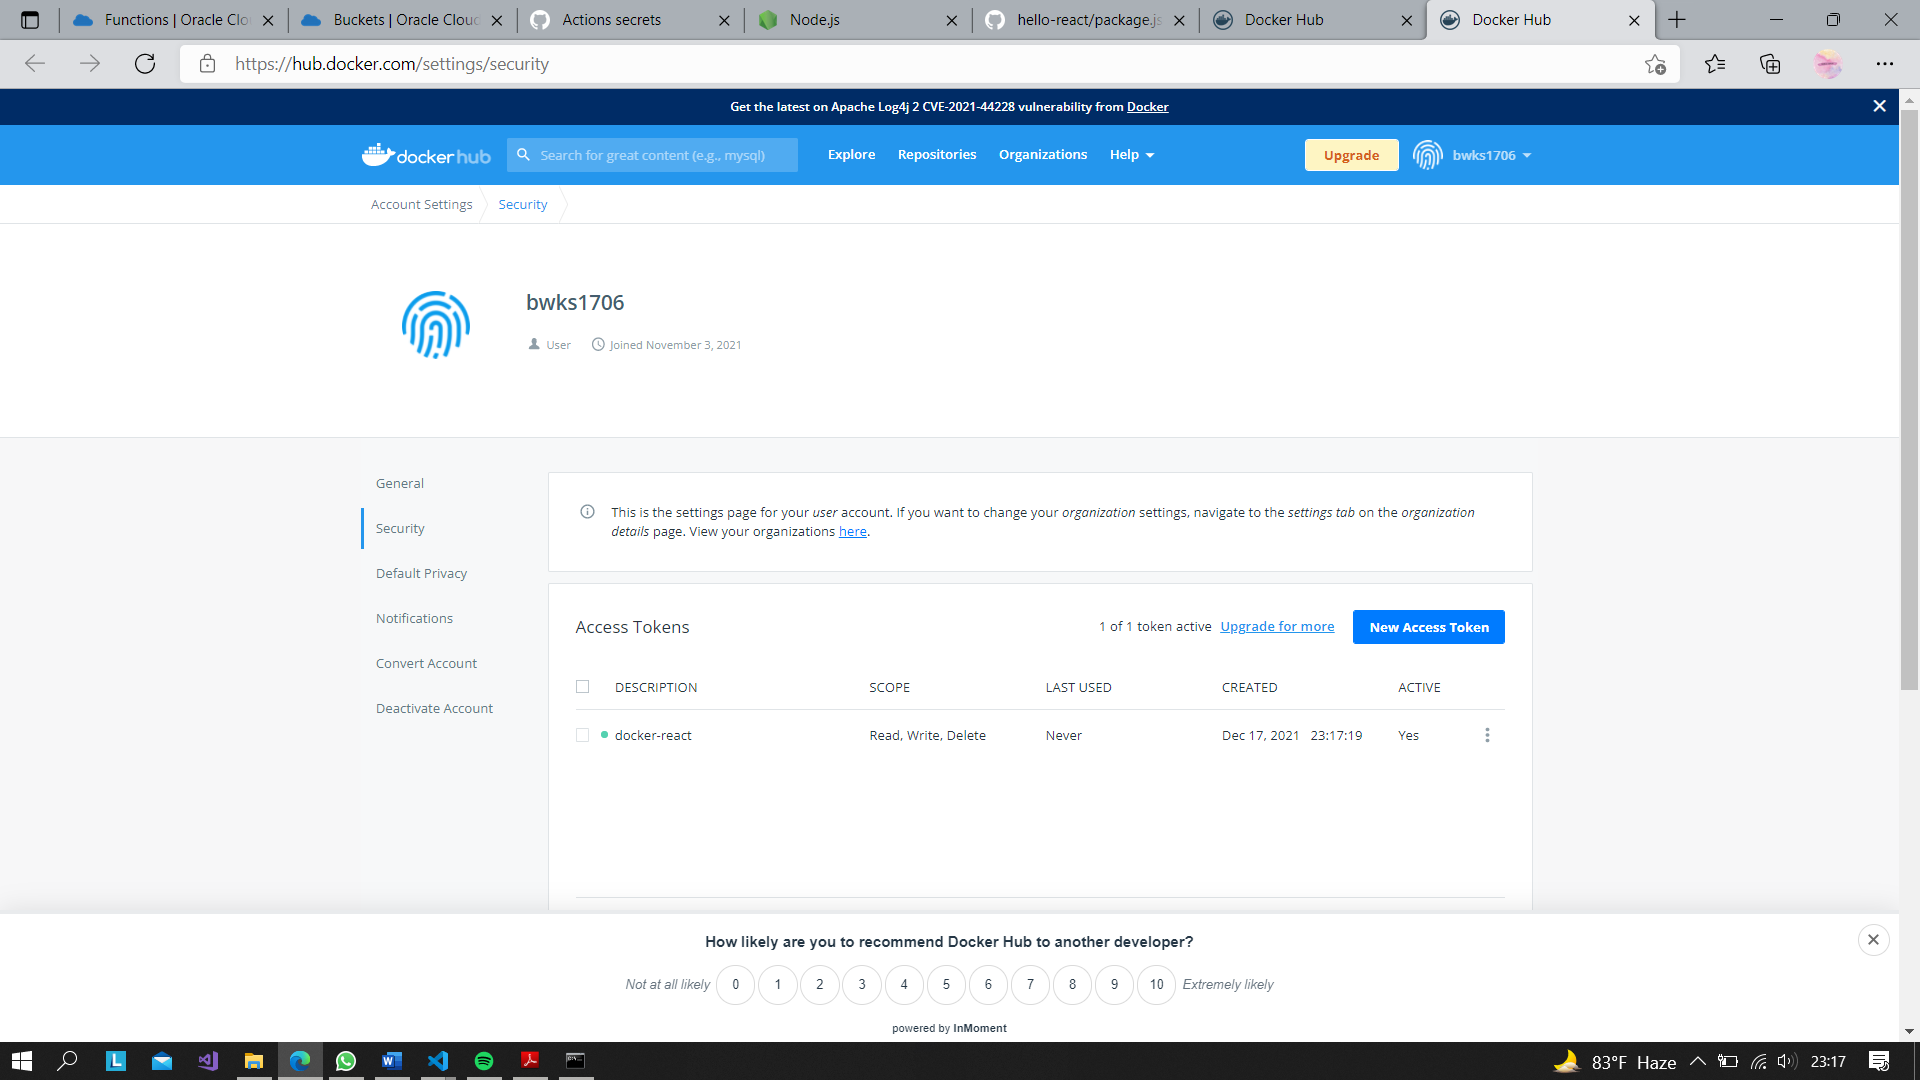 Functions | Oracle Clo
Buckets | Oracle Cloud
Actions secrets
Node.js
hello-react/package.js
Docker Hub
Docker Hub
https://hub.docker.com/settings/security
Get the latest on Apache Log4j 2 CVE-2021-44228 vulnerability from Docker
docker hub
Search for great content (e.g., mysql)
Explore
Repositories
Organizations
Help
Upgrade
bwks1706
Account Settings
Security
bwks1706
User
Joined November 3, 2021
General
Security
Default Privacy
Notifications
Convert Account
Deactivate Account
This is the settings page for your user account. If you want to change your organization settings, navigate to the settings tab on the organization
details page. View your organizations here.
Access Tokens
1 of 1 token active
Upgrade for more
New Access Token
DESCRIPTION SCOPE LAST USED CREATED ACTIVE
docker-react Read, Write, Delete Never Dec 17, 2021 23:17:19 Yes
How likely are you to recommend Docker Hub to another developer?
Not at all likely 0 1 2 3 4 5 6 7 8 9 10 Extremely likely
powered by InMoment
83°F Haze
23:17